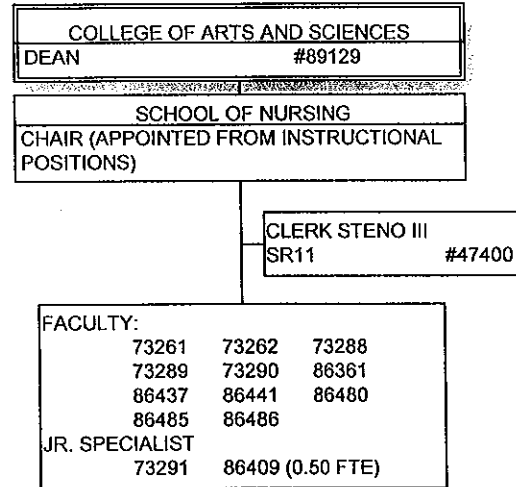 COLLEGE OF ARTS AND SCIENCES
DEAN #89129
SCHOOL OF NURSING
CHAIR (APPOINTED FROM INSTRUCTIONAL
POSITIONS)
CLERK STENO III
SR11 #47400
FACULTY:
73261 73262 73288
73289 73290 86361
86437 86441 86480
86485 86486
JR. SPECIALIST
73291 86409 (0.50 FTE)